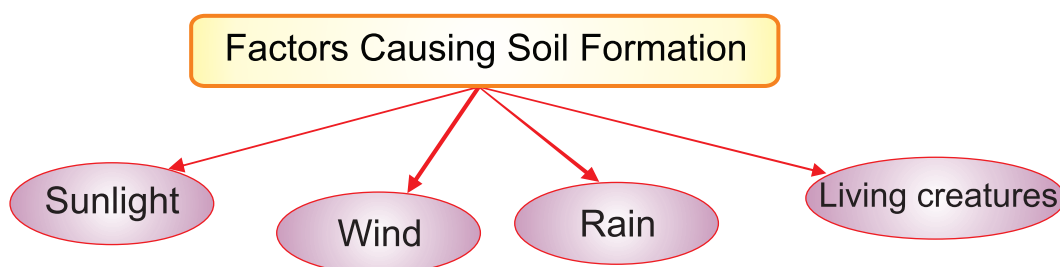 Factors Causing Soil Formation
Sunlight
Wind
Rain
Living creatures